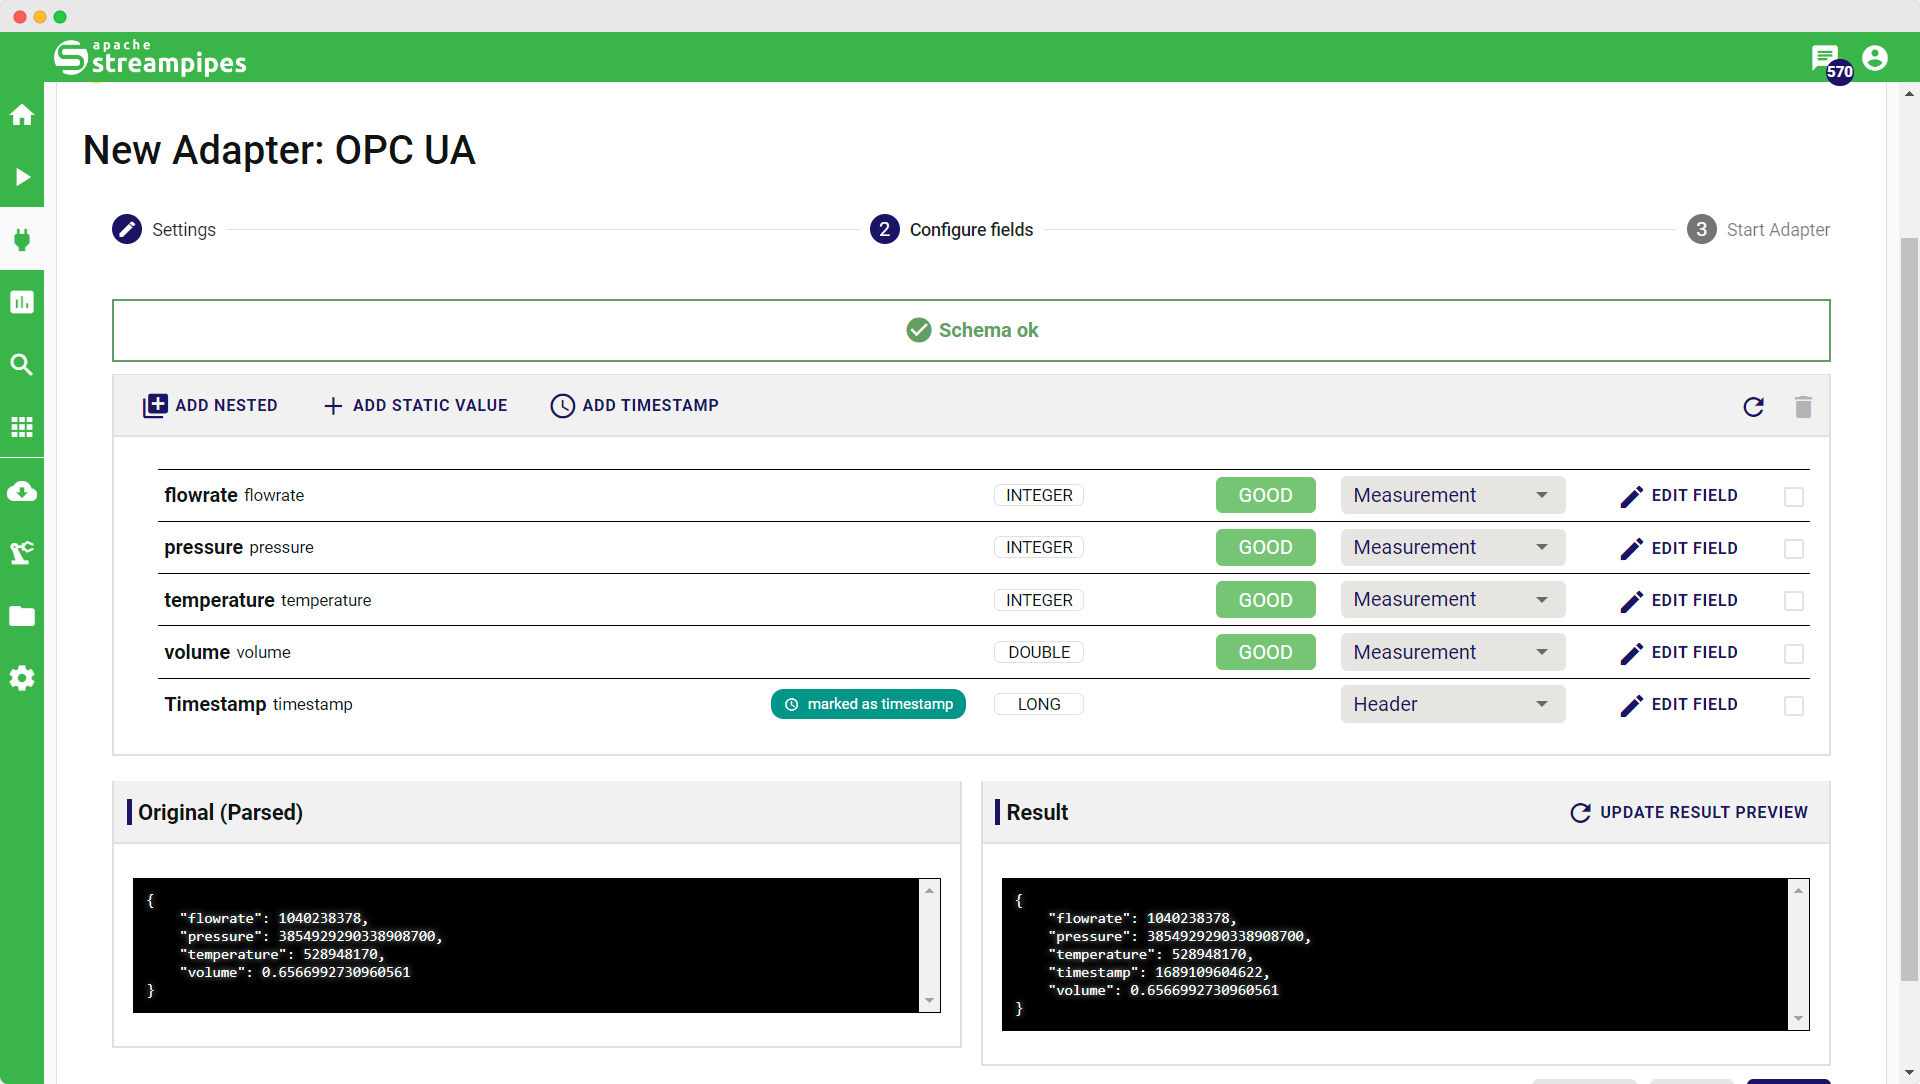 apache
streampipes
570
New Adapter: OPC UA
Settings
2 Configure fields
3 Start Adapter
Schema ok
ADD NESTED ADD STATIC VALUE ADD TIMESTAMP
flowrate flowrate INTEGER GOOD Measurement EDIT FIELD
pressure pressure INTEGER GOOD Measurement EDIT FIELD
temperature temperature INTEGER GOOD Measurement EDIT FIELD
volume volume DOUBLE GOOD Measurement EDIT FIELD
Timestamp timestamp marked as timestamp LONG Header EDIT FIELD
Original (Parsed)
{
"flowrate": 1040238378,
"pressure": 3854929290338908700,
"temperature": 528948170,
"volume": 0.6566992730960561
}
Result
UPDATE RESULT PREVIEW
{
"flowrate": 1040238378,
"pressure": 3854929290338908700,
"temperature": 528948170,
"timestamp": 1689109604622,
"volume": 0.6566992730960561
}